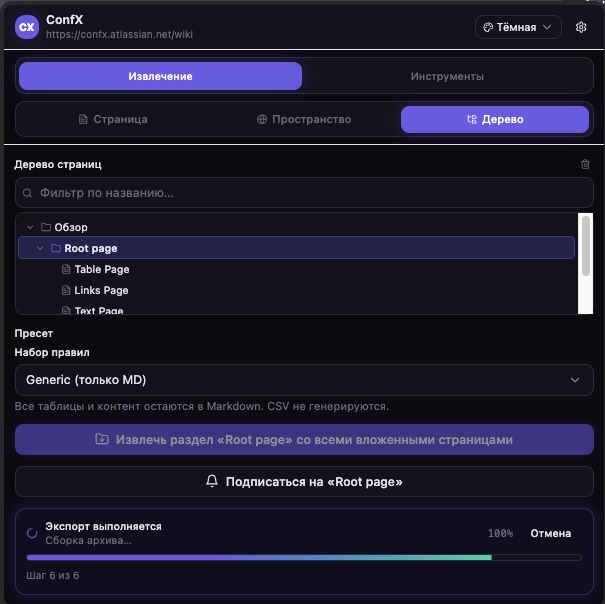 CX
ConfX
https://confx.atlassian.net/wiki
Тёмная
Извлечение
Инструменты
Страница
Пространство
Дерево
Дерево страниц
Фильтр по названию...
Обзор
Root page
Table Page
Links Page
Text Page
Пресет
Набор правил
Generic (только MD)
Все таблицы и контент остаются в Markdown. CSV не генерируются.
Извлечь раздел «Root page» со всеми вложенными страницами
Подписаться на «Root page»
Экспорт выполняется
Сборка архива...
100%
Отмена
Шаг 6 из 6